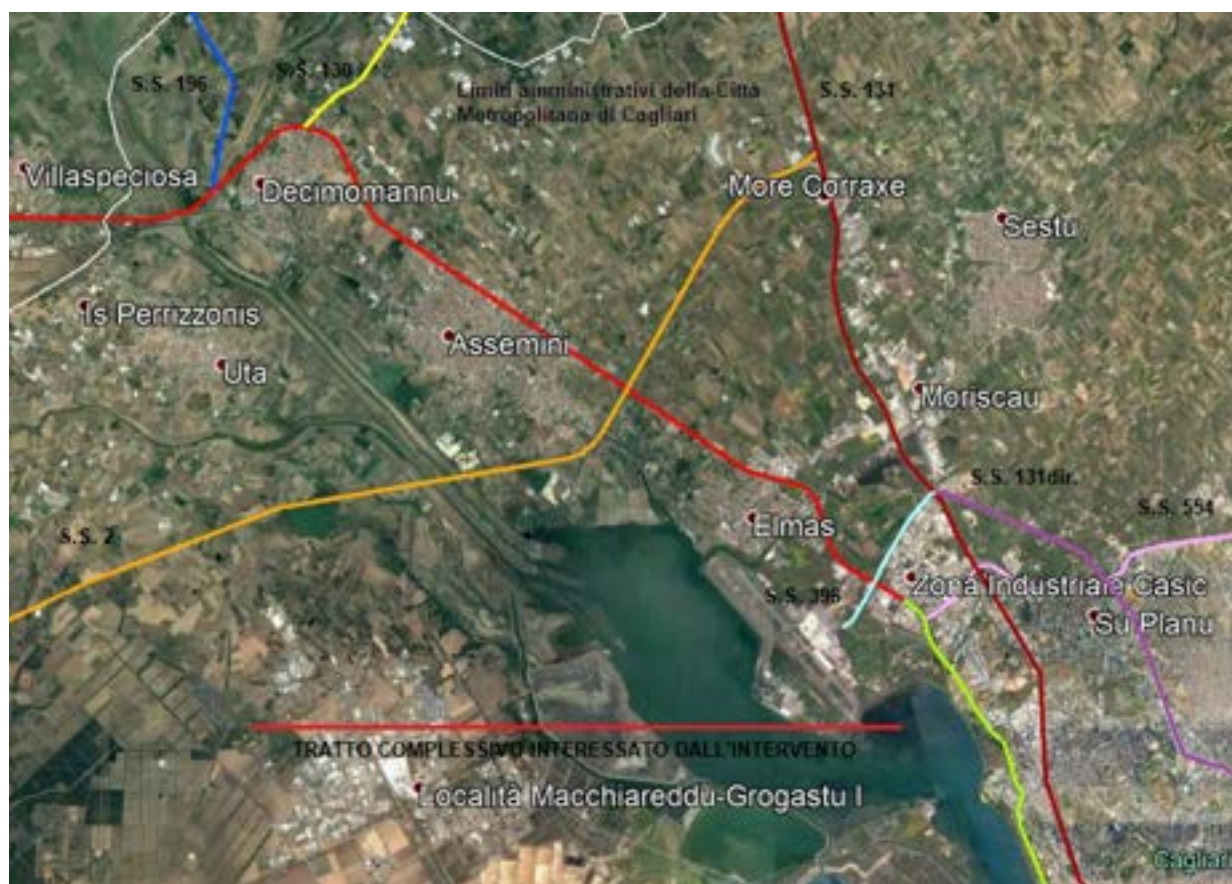 S.S. 196
S.S. 130
Limiti amministrativi della Città
Metropolitana di Cagliari
S.S. 131
Villaspeciosa
Decimomannu
More Corraxe
Sestu
Is Perrizzonis
Assemini
Uta
Moriscau
S.S. 131dir.
S.S. 554
Elmas
S.S. 2
Zona Industriale Casic
Su Planu
TRATTO COMPLESSIVO INTERESSATO DALL'INTERVENTO
Località Macchiareddu-Grogastu I
Cagliari